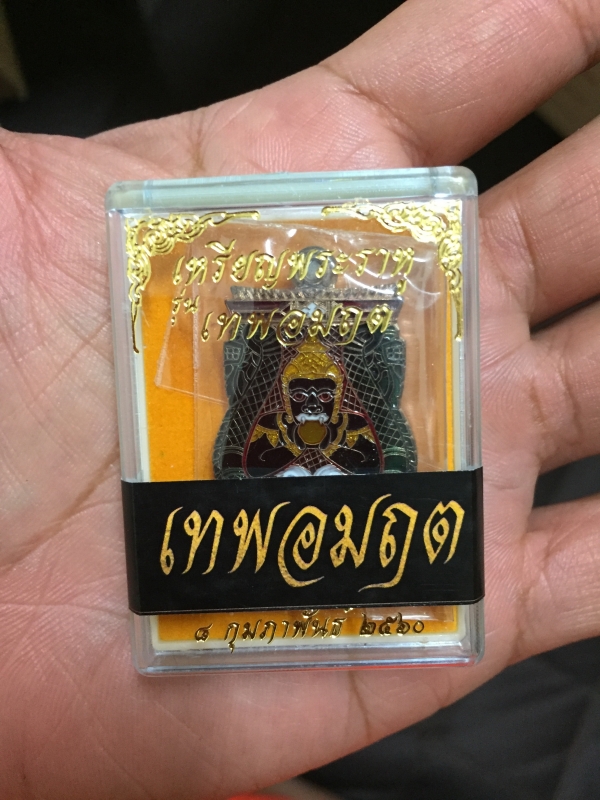 เหรียญพระราหู
รุ่น เทพอมฤต
เทพอมฤต
๘ กุมภาพันธ์ ๒๕๖๐